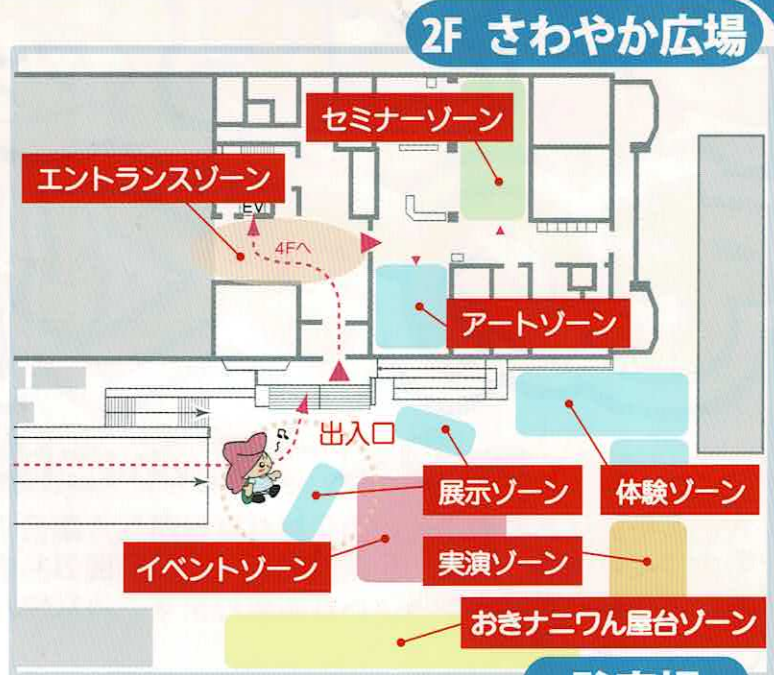 2F さわやか広場
セミナーゾーン
エントランスゾーン
EV
4Fへ
アートゾーン
出入口
展示ゾーン
体験ゾーン
イベントゾーン
実演ゾーン
おきナニワん屋台ゾーン